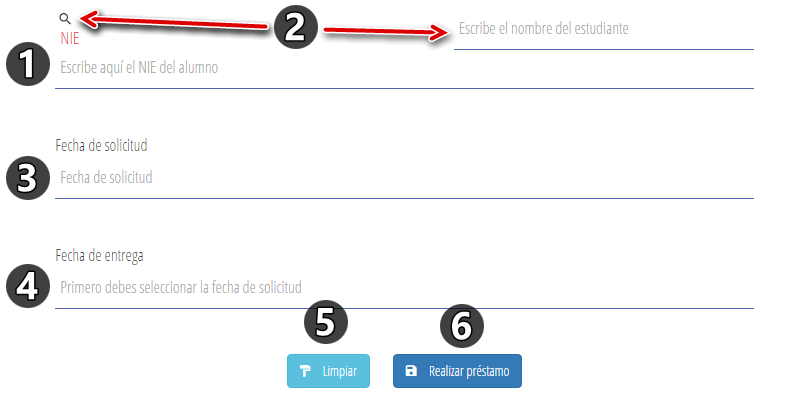 2
Escribe el nombre del estudiante
NIE
1
Escribe aquí el NIE del alumno
Fecha de solicitud
3
Fecha de solicitud
Fecha de entrega
4
Primero debes seleccionar la fecha de solicitud
5
6
Limpiar
Realizar préstamo